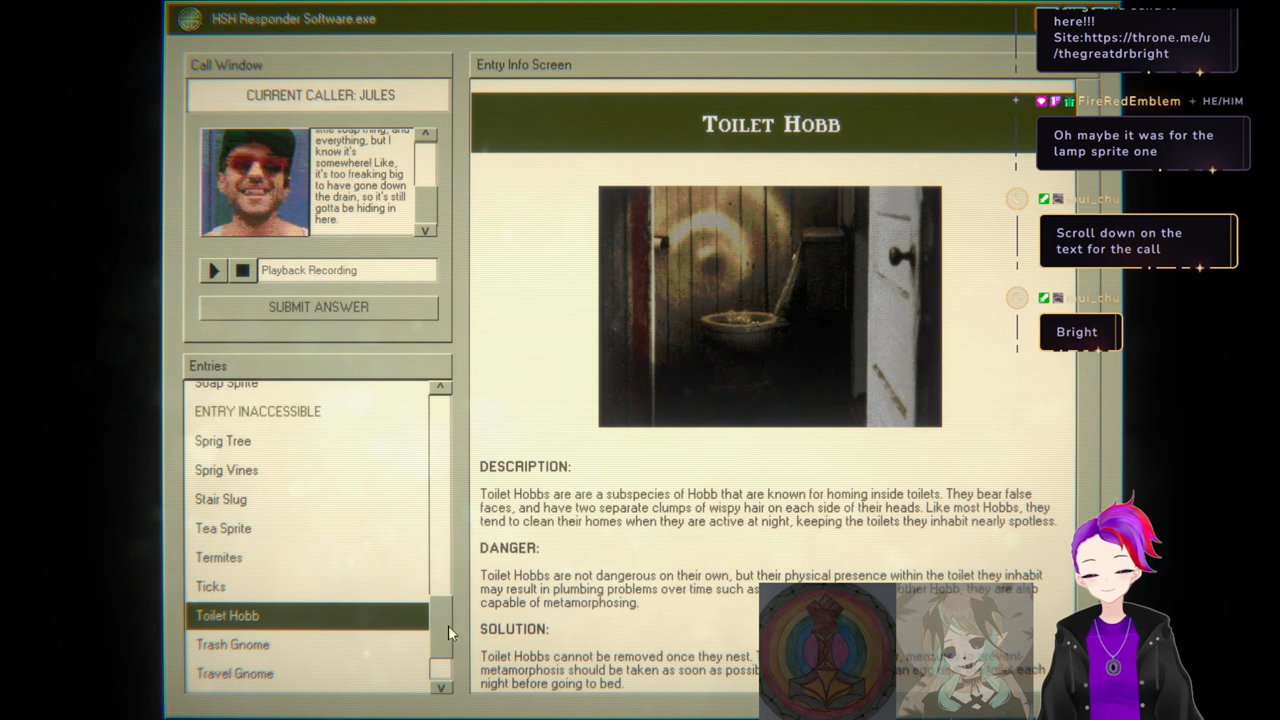 HSH Responder Software.exe
Call Window
CURRENT CALLER: JULES
little soap thing, and
everything, but I
know it's
somewhere! Like,
it's too freaking big
to have gone down
the drain, so it's still
gotta be hiding in
here.
Playback Recording
SUBMIT ANSWER
Entries
Soap Sprite
ENTRY INACCESSIBLE
Sprig Tree
Sprig Vines
Stair Slug
Tea Sprite
Termites
Ticks
Toilet Hobb
Trash Gnome
Travel Gnome
Entry Info Screen
TOILET HOBB
DESCRIPTION:
Toilet Hobbs are are a subspecies of Hobb that are known for homing inside toilets. They bear false
faces, and have two separate clumps of wispy hair on each side of their heads. Like most Hobbs, they
tend to clean their homes when they are active at night, keeping the toilets they inhabit nearly spotless.
DANGER:
Toilet Hobbs are not dangerous on their own, but their physical presence within the toilet they inhabit
may result in plumbing problems over time such as other Hobb, they are also
capable of metamorphosing.
SOLUTION:
Toilet Hobbs cannot be removed once they nest.
metamorphosis should be taken as soon as each
night before going to bed.
here!!!
Site:https://throne.me/u
/thegreatdrbright
FireRedEmblem HE/HIM
Oh maybe it was for the
lamp sprite one
Scroll down on the
text for the call
Bright